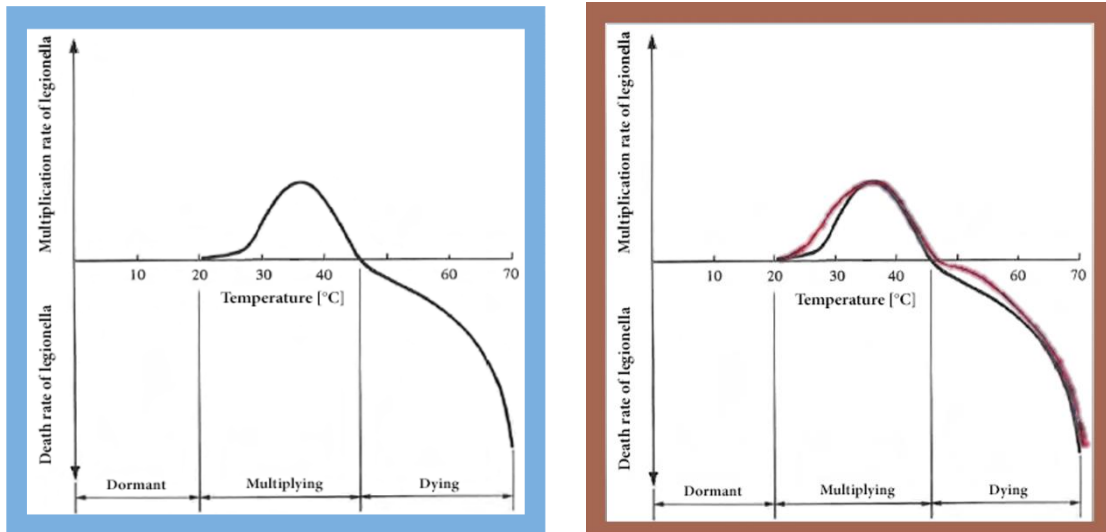 Multiplication rate of legionella
10
20
30
40
60
70
Temperature [°C]
Death rate of legionella
Dormant
Multiplying
Dying
Multiplication rate of legionella
10
20
30
40
60
70
Temperature [°C]
Death rate of legionella
Dormant
Multiplying
Dying